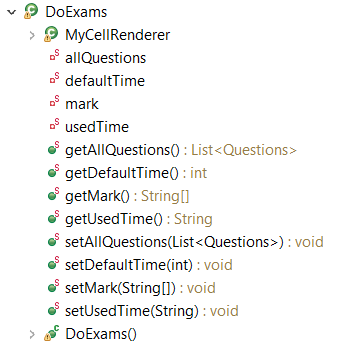 DoExams
MyCellRenderer
allQuestions
defaultTime
mark
usedTime
getAllQuestions() : List<Questions>
getDefaultTime() : int
getMark() : String[]
getUsedTime() : String
setAllQuestions(List<Questions>) : void
setDefaultTime(int) : void
setMark(String[]) : void
setUsedTime(String) : void
DoExams()